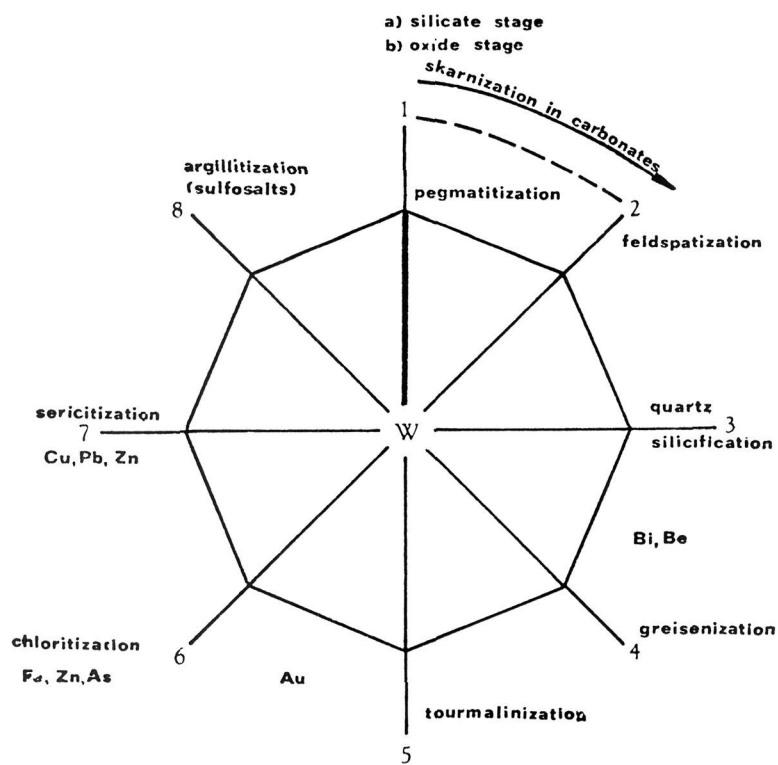 a) silicate stage
b) oxide stage
skarnization in carbonates
1
argillitization
(sulfosalts)
8
pegmatitization
2
feldspatization
sericitization
7
Cu, Pb, Zn
W
quartz
3
silicification
Bi, Be
chloritization
6
Fe, Zn, As
Au
greisenization
4
tourmalinization
5